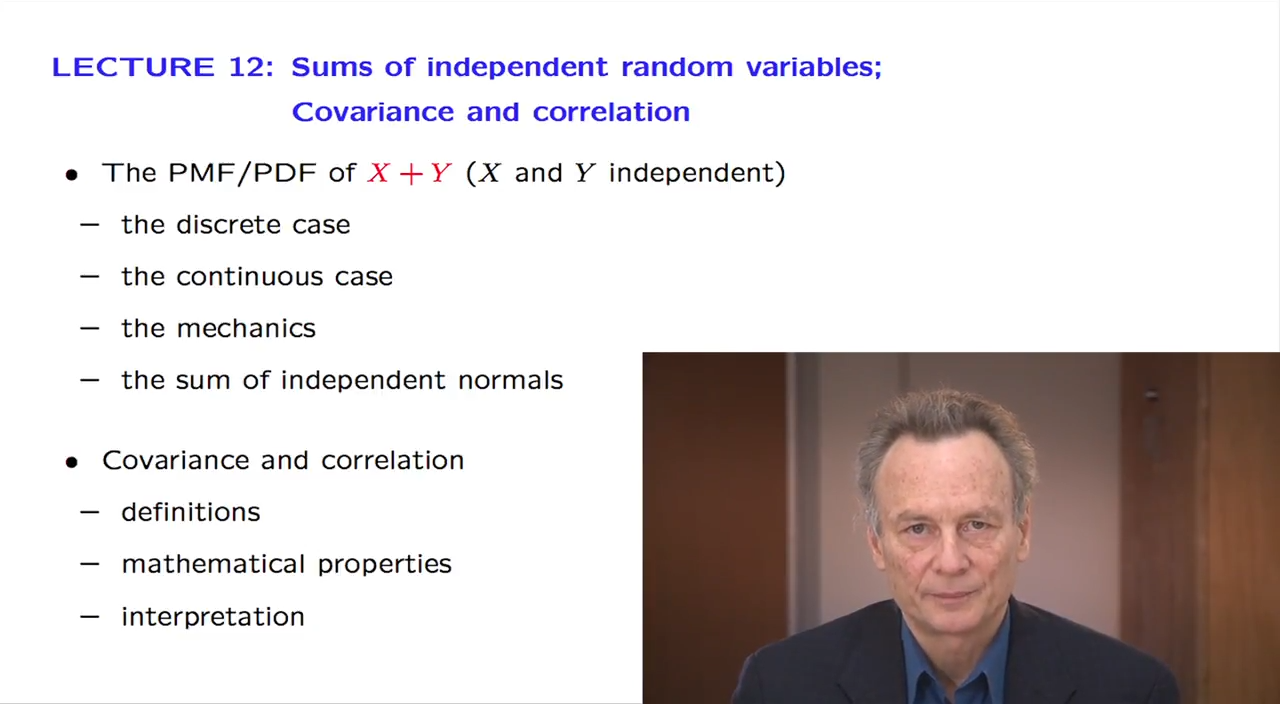 LECTURE 12: Sums of independent random variables;
Covariance and correlation
• The PMF/PDF of X + Y (X and Y independent)
– the discrete case
– the continuous case
– the mechanics
– the sum of independent normals
• Covariance and correlation
– definitions
– mathematical properties
– interpretation